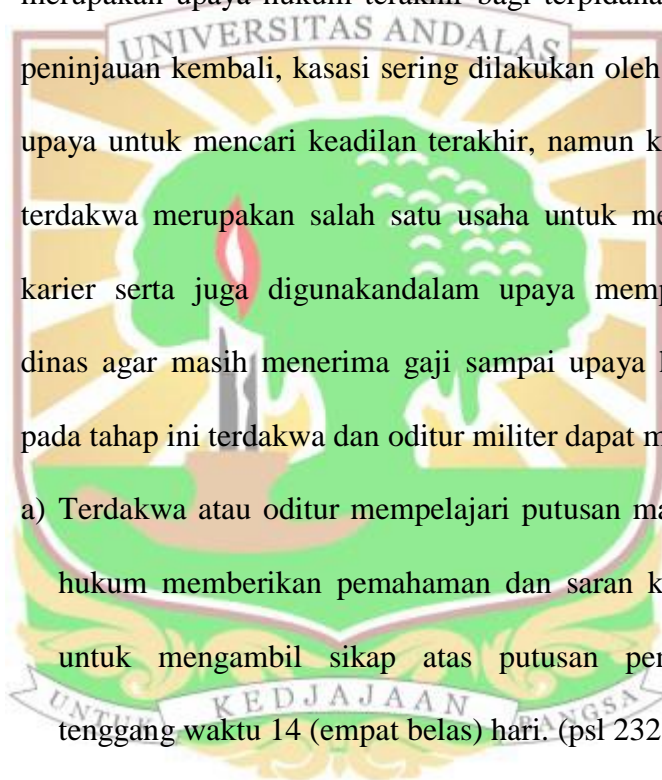 merupakan upaya hukum terakhir bagi terpidana
UNIVERSITAS ANDALAS
peninjauan kembali, kasasi sering dilakukan oleh
upaya untuk mencari keadilan terakhir, namun k
terdakwa merupakan salah satu usaha untuk me
karier serta juga digunakandalam upaya memp
dinas agar masih menerima gaji sampai upaya
pada tahap ini terdakwa dan oditur militer dapat m
a) Terdakwa atau oditur mempelajari putusan ma
hukum memberikan pemahaman dan saran k
untuk mengambil sikap atas putusan per
UNTUK KEDJAJAAN BANGSA
tenggang waktu 14 (empat belas) hari. (psl 232